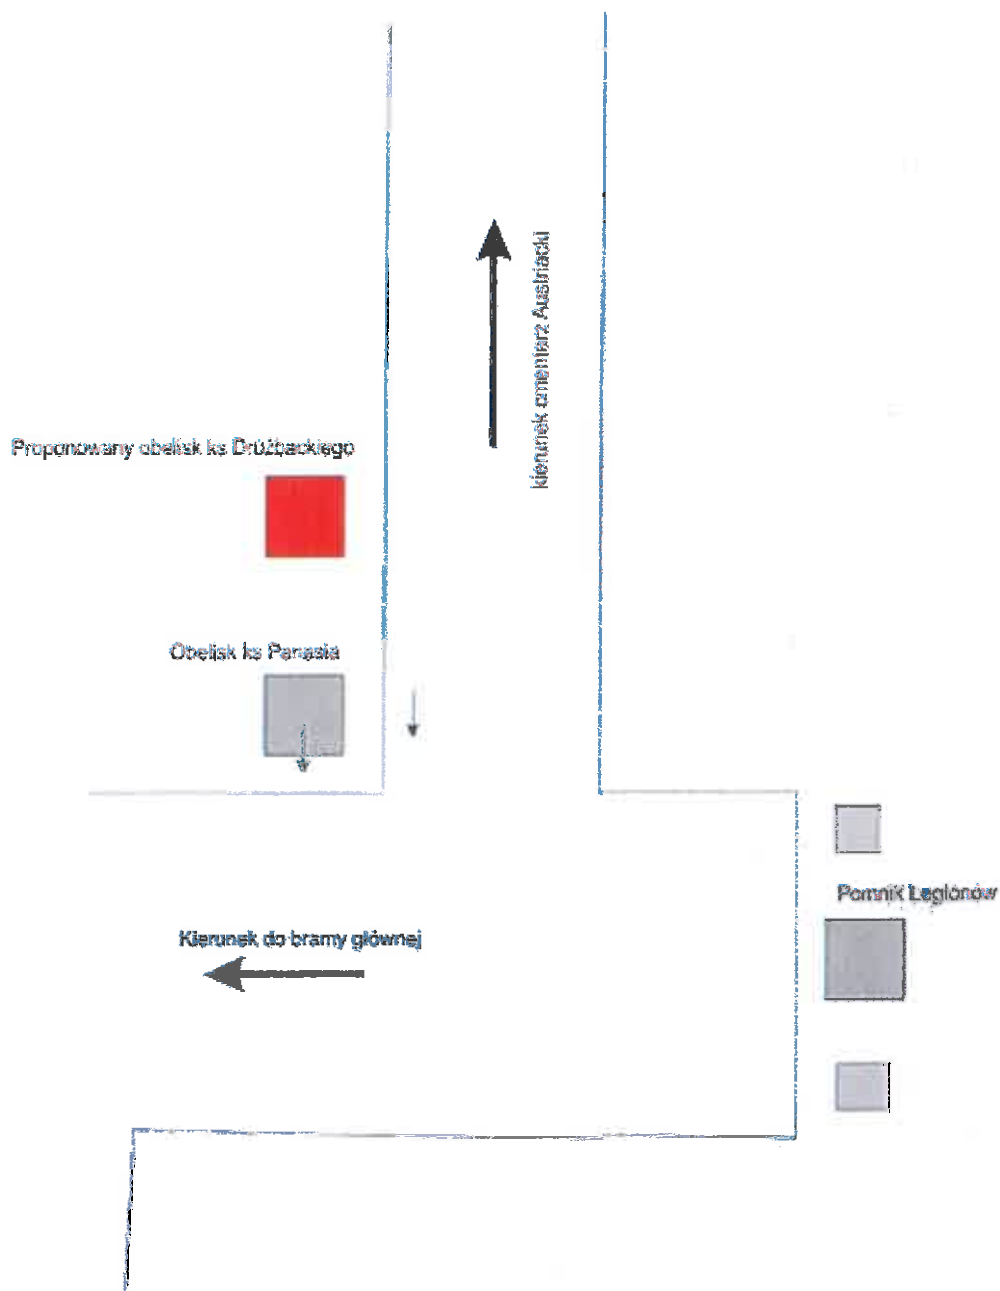 kierunek cmentarz Austriacki
Proponowany obelisk ks Drużbackiego
Obelisk ks Panasia
Pomnik Legionów
Kierunek do bramy głównej